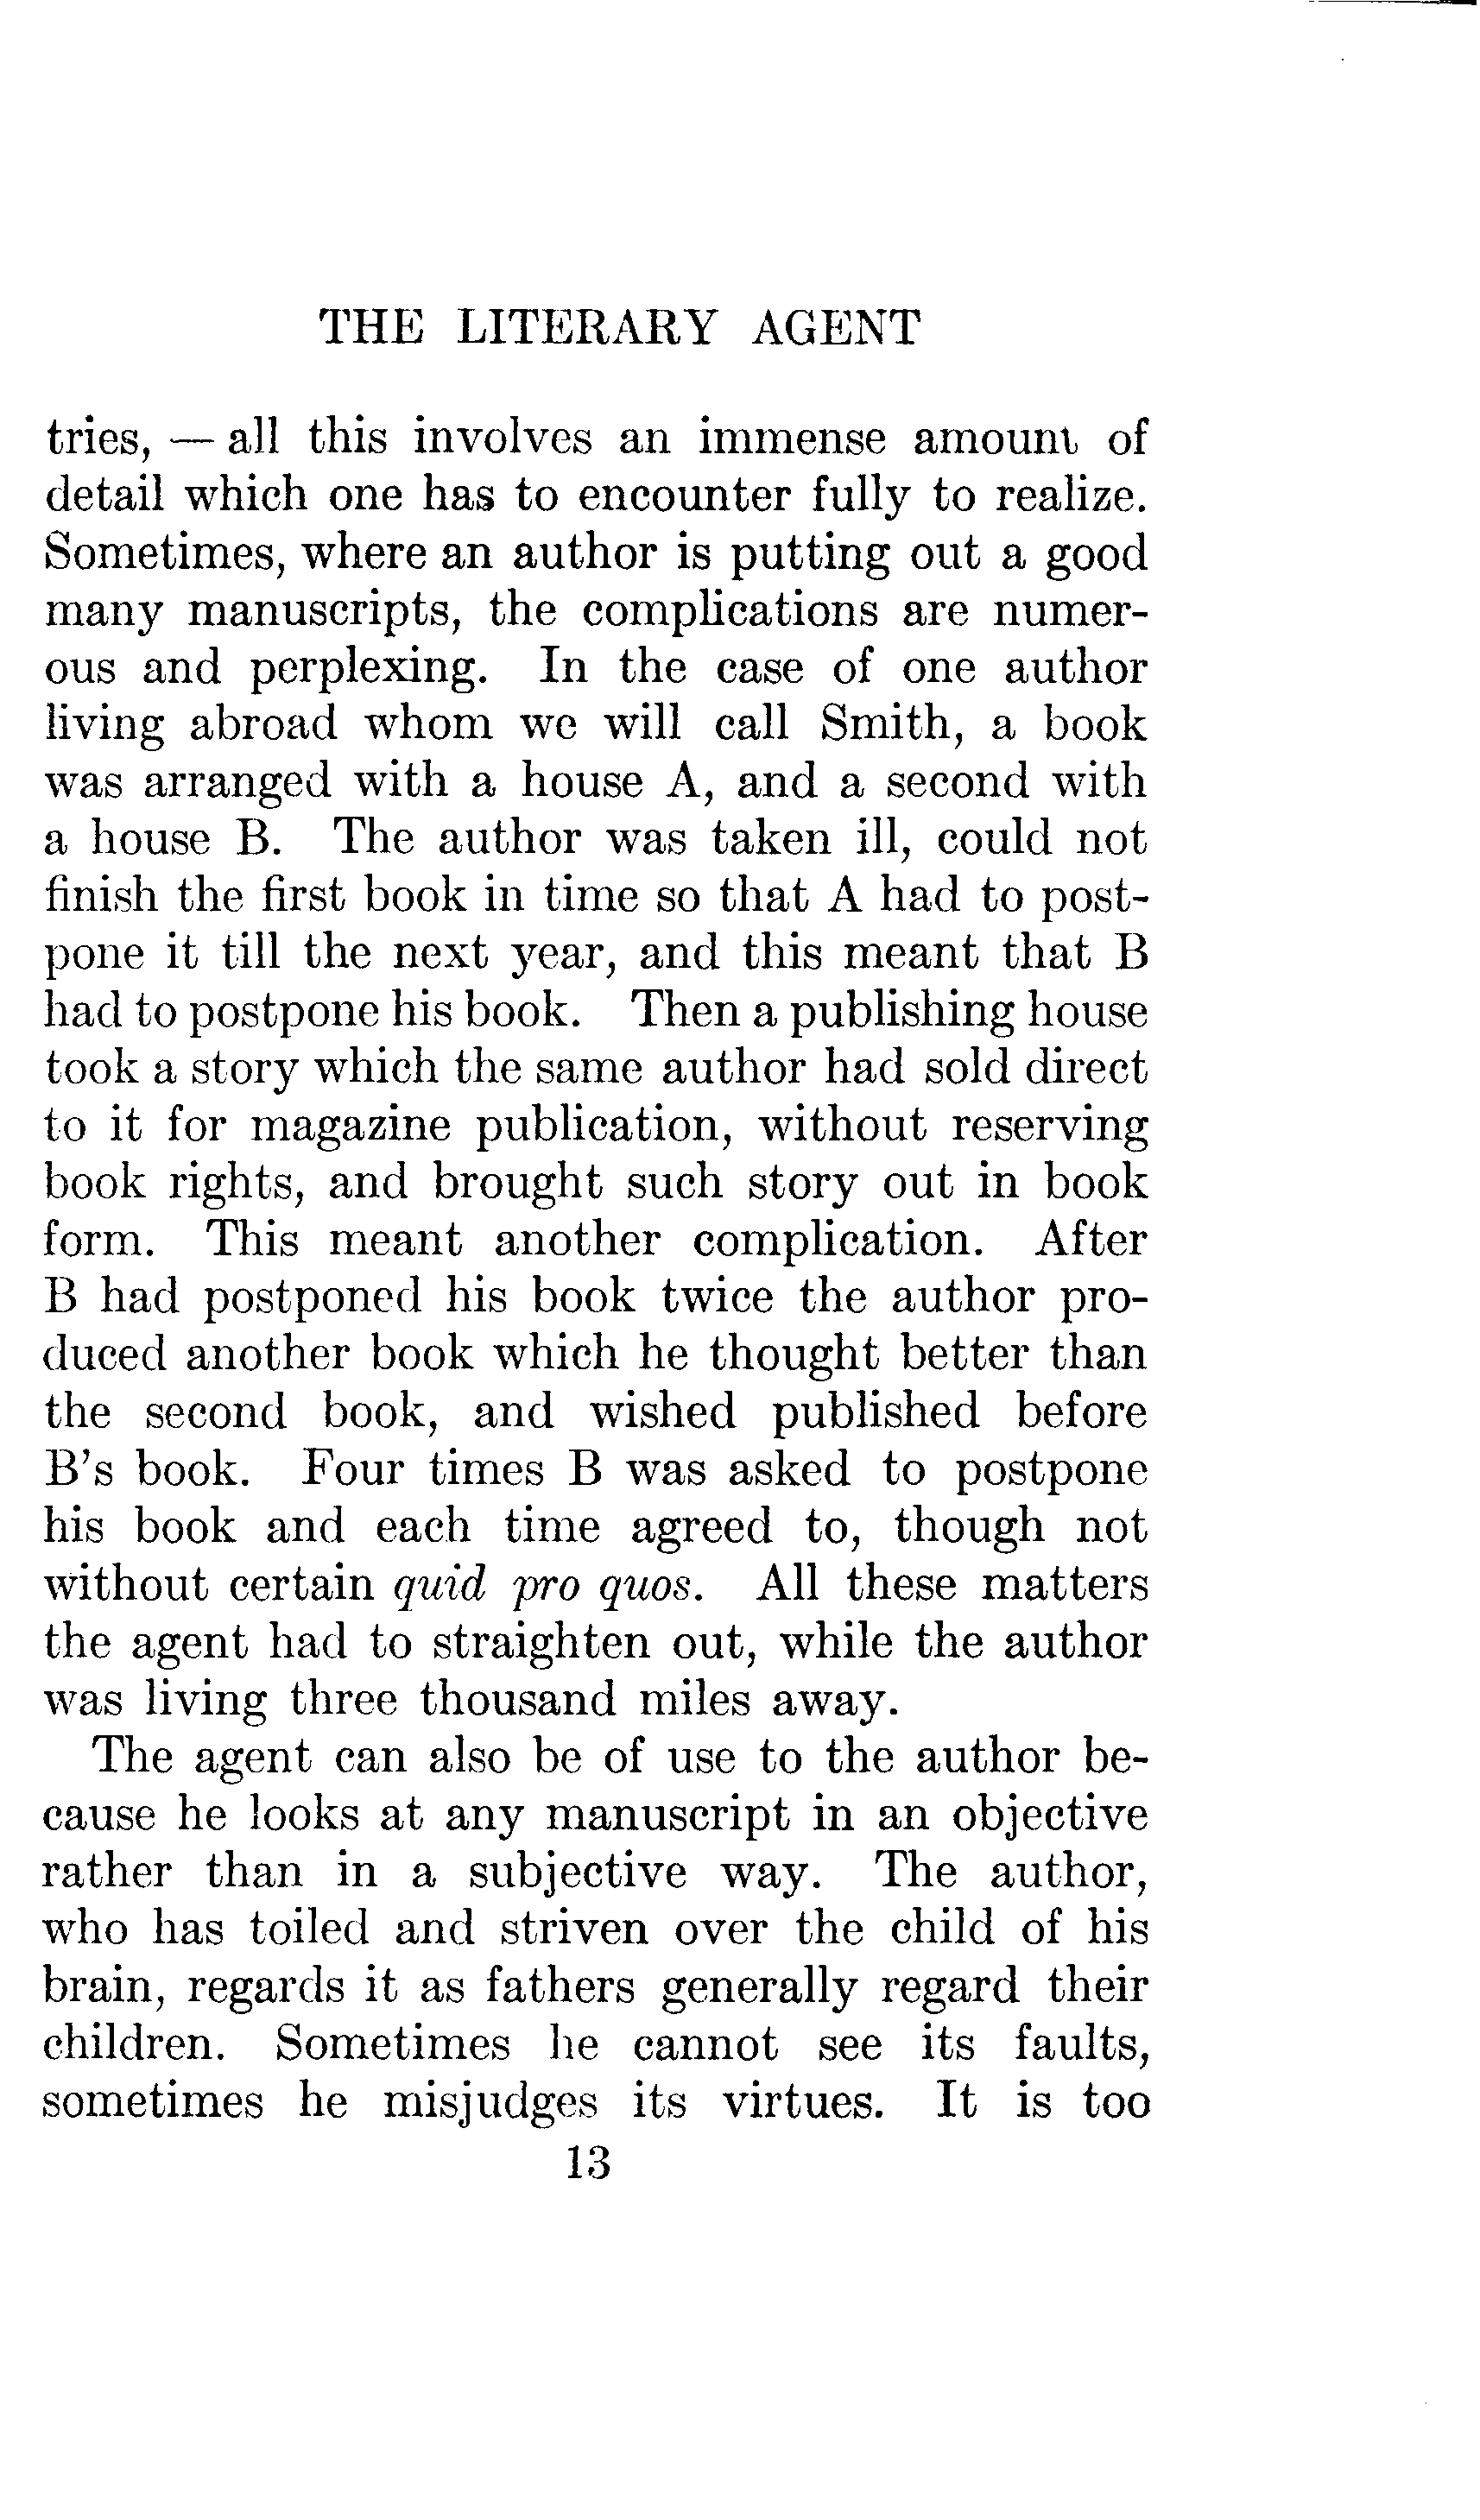 THE LITERARY AGENT
tries, — all this involves an immense amount of
detail which one has to encounter fully to realize.
Sometimes, where an author is putting out a good
many manuscripts, the complications are numer-
ous and perplexing. In the case of one author
living abroad whom we will call Smith, a book
was arranged with a house A, and a second with
a house B. The author was taken ill, could not
finish the first book in time so that A had to post-
pone it till the next year, and this meant that B
had to postpone his book. Then a publishing house
took a story which the same author had sold direct
to it for magazine publication, without reserving
book rights, and brought such story out in book
form. This meant another complication. After
B had postponed his book twice the author pro-
duced another book which he thought better than
the second book, and wished published before
B's book. Four times B was asked to postpone
his book and each time agreed to, though not
without certain quid pro quos. All these matters
the agent had to straighten out, while the author
was living three thousand miles away.
The agent can also be of use to the author be-
cause he looks at any manuscript in an objective
rather than in a subjective way. The author,
who has toiled and striven over the child of his
brain, regards it as fathers generally regard their
children. Sometimes he cannot see its faults,
sometimes he misjudges its virtues. It is too
13